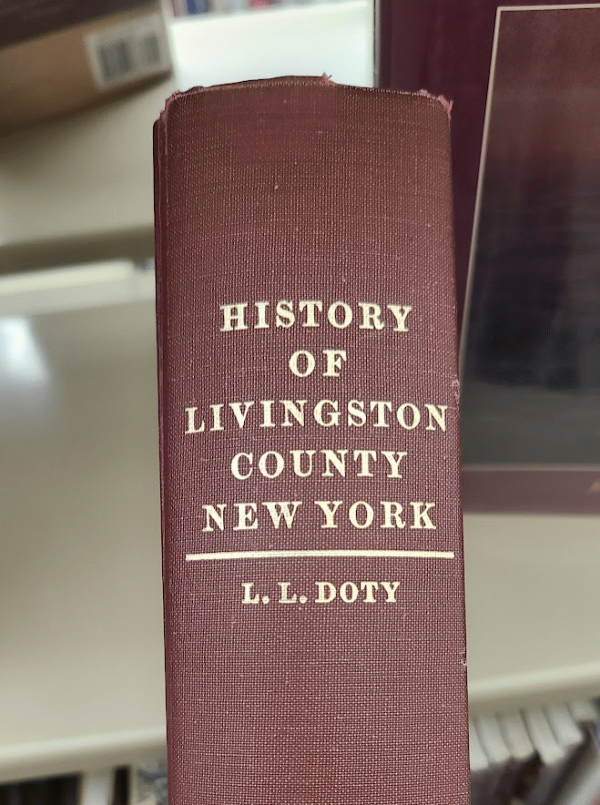 HISTORY
OF
LIVINGSTON
COUNTY
NEW YORK
L. L. DOTY